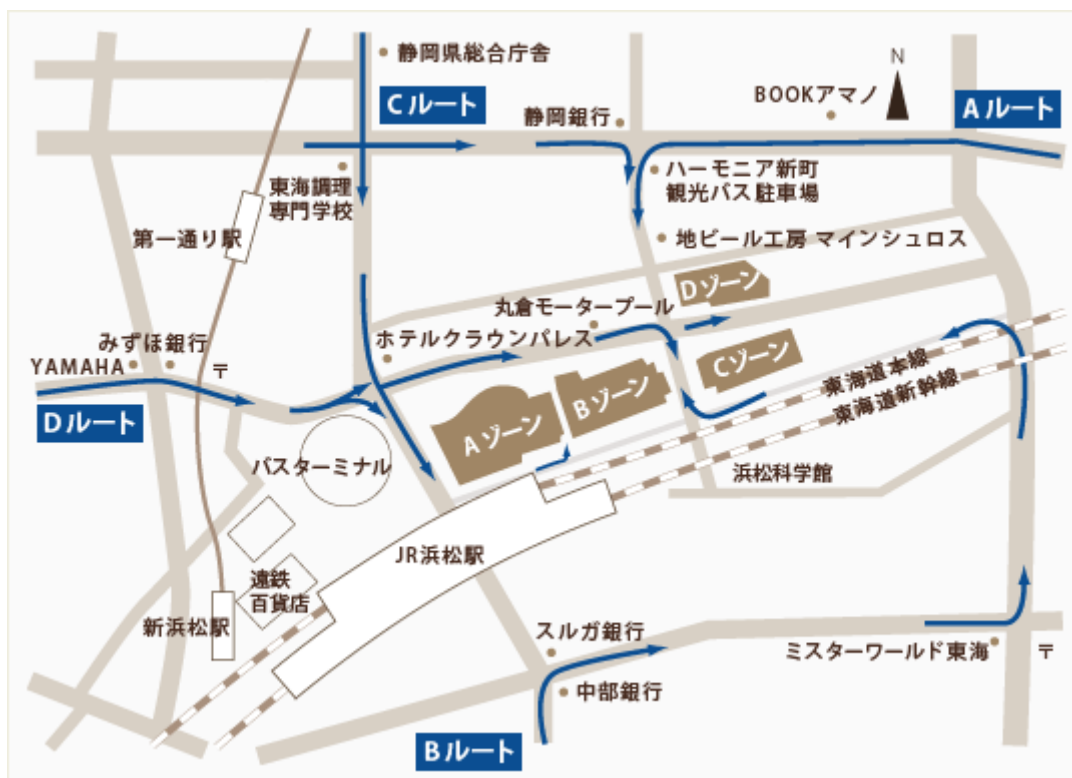 静岡県総合庁舎
N
BOOKアマノ
Aルート
Cルート
静岡銀行
東海調理
専門学校
ハーモニア新町
観光バス駐車場
第一通り駅
地ビール工房 マインシュロス
Dゾーン
丸倉モータープール
みずほ銀行
〒
ホテルクラウンパレス
YAMAHA
Cゾーン
東海道本線
東海道新幹線
Dルート
Bゾーン
Aゾーン
バスターミナル
浜松科学館
JR浜松駅
遠鉄
百貨店
新浜松駅
スルガ銀行
ミスターワールド東海
〒
中部銀行
Bルート